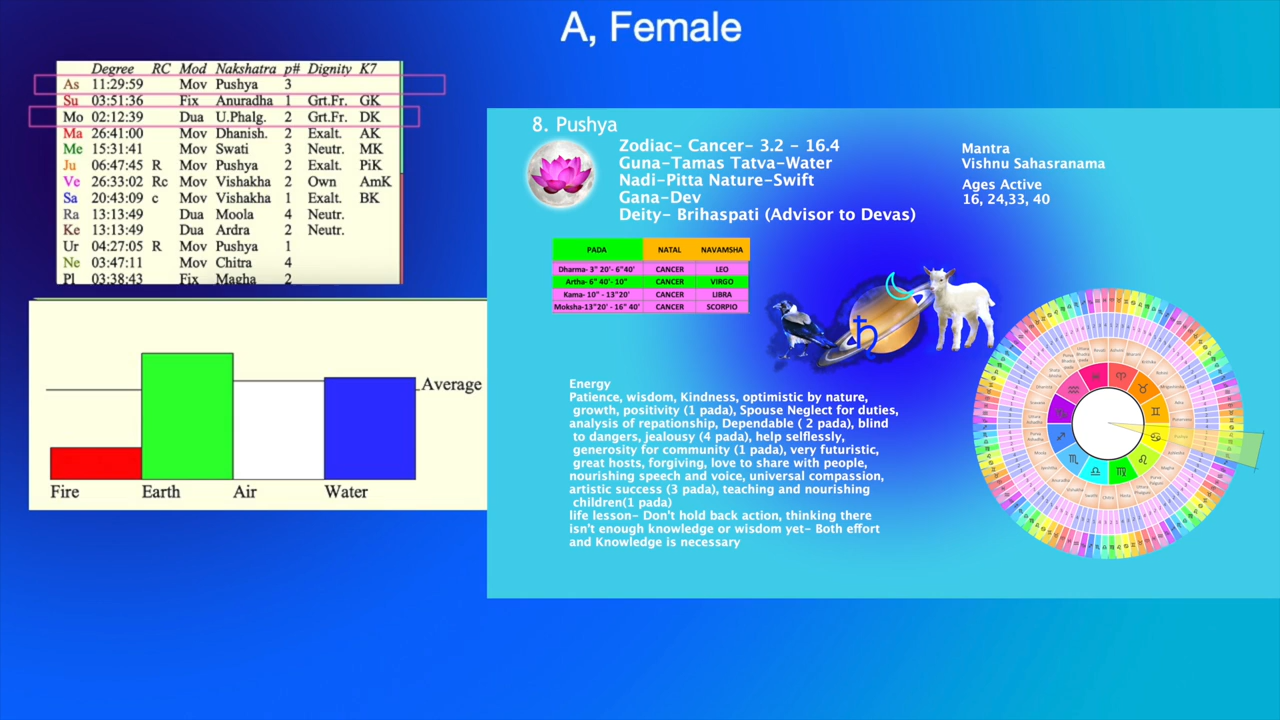 A, Female
Degree RC Mod Nakshatra p# Dignity K7
As 11:29:59 Mov Pushya 3
Su 03:51:36 Fix Anuradha 1 Grt.Fr. GK
Mo 02:12:39 Dua U.Phalg. 2 Grt.Fr. DK
Ma 26:41:00 Mov Dhanish. 2 Exalt. AK
Me 15:31:41 Mov Swati 3 Neutr. MK
Ju 06:47:45 R Mov Pushya 2 Exalt. PiK
Ve 26:33:02 Rc Mov Vishakha 2 Own AmK
Sa 20:43:09 c Mov Vishakha 1 Exalt. BK
Ra 13:13:49 Dua Moola 4 Neutr.
Ke 13:13:49 Dua Ardra 2 Neutr.
Ur 04:27:05 R Mov Pushya 1
Ne 03:47:11 Mov Chitra 4
Pl 03:38:43 Fix Magha 2
Average
Fire Earth Air Water
8. Pushya
Zodiac- Cancer- 3.2 - 16.4
Guna-Tamas Tatva-Water
Nadi-Pitta Nature-Swift
Gana-Dev
Deity- Brihaspati (Advisor to Devas)
Mantra
Vishnu Sahasranama
Ages Active
16, 24,33, 40
PADA NATAL NAVAMSHA
Dharma- 3" 20'- 6"40' CANCER LEO
Artha- 6" 40'- 10" CANCER VIRGO
Kama- 10" - 13"20' CANCER LIBRA
Moksha-13"20' - 16" 40' CANCER SCORPIO
Energy
Patience, wisdom, Kindness, optimistic by nature,
growth, positivity (1 pada), Spouse Neglect for duties,
analysis of repationship, Dependable ( 2 pada), blind
to dangers, jealousy (4 pada), help selflessly,
generosity for community (1 pada), very futuristic,
great hosts, forgiving, love to share with people,
nourishing speech and voice, universal compassion,
artistic success (3 pada), teaching and nourishing
children(1 pada)
life lesson- Don't hold back action, thinking there
isn't enough knowledge or wisdom yet- Both effort
and Knowledge is necessary